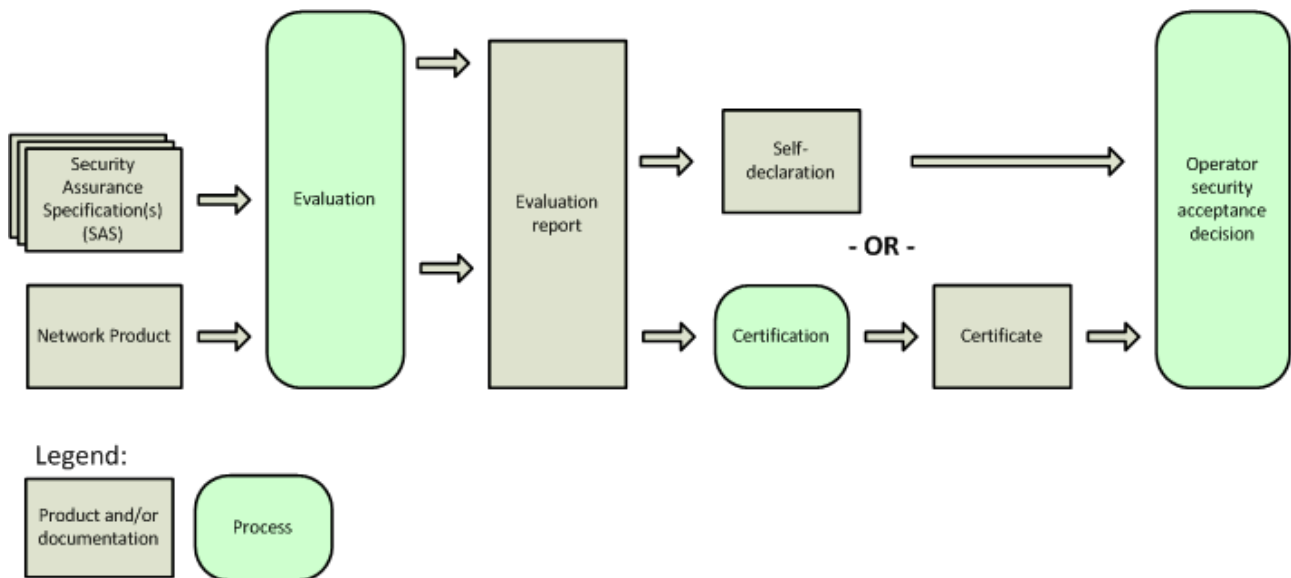 Security
Assurance
Specification(s)
(SAS)
Network Product
Evaluation
Evaluation
report
Self-
declaration
- OR -
Certification
Certificate
Operator
security
acceptance
decision
Legend:
Product and/or
documentation
Process